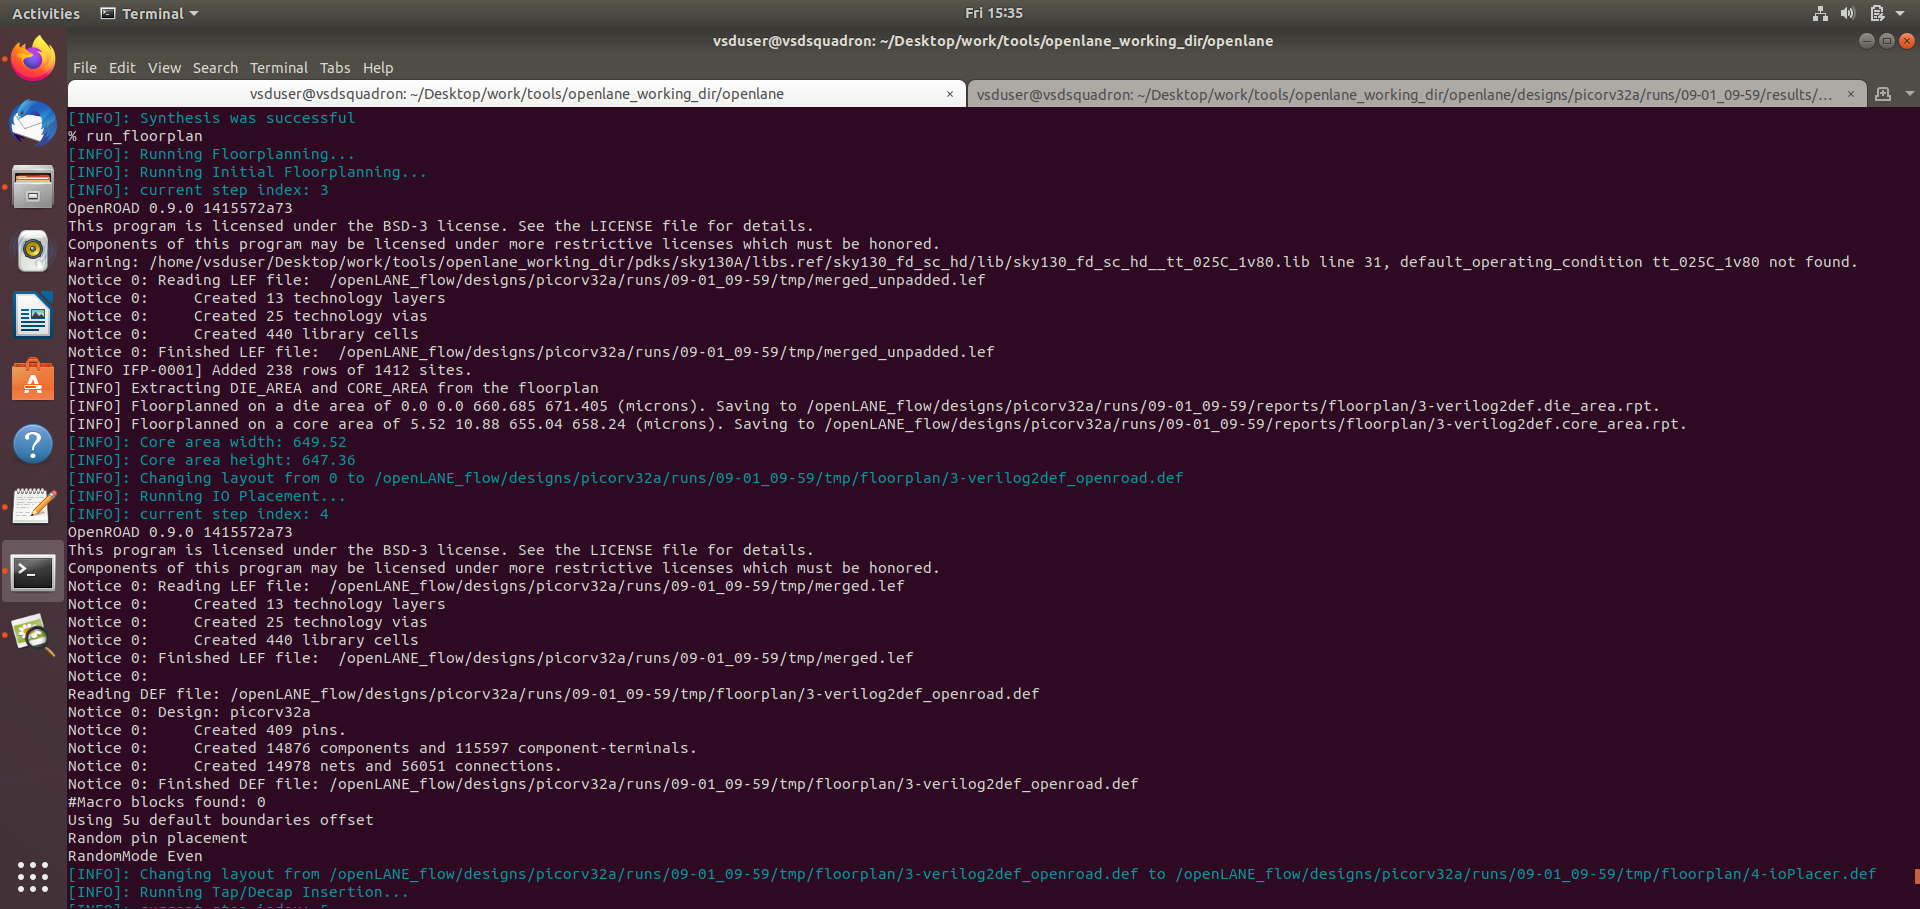 Activities
Terminal
Fri 15:35
vsduser@vsdsquadron: ~/Desktop/work/tools/openlane_working_dir/openlane
File Edit View Search Terminal Tabs Help
vsduser@vsdsquadron: ~/Desktop/work/tools/openlane_working_dir/openlane ×
vsduser@vsdsquadron: ~/Desktop/work/tools/openlane_working_dir/openlane/designs/picorv32a/runs/09-01_09-59/results/... ×
[INFO]: Synthesis was successful
% run_floorplan
[INFO]: Running Floorplanning...
[INFO]: Running Initial Floorplanning...
[INFO]: current step index: 3
OpenROAD 0.9.0 1415572a73
This program is licensed under the BSD-3 license. See the LICENSE file for details.
Components of this program may be licensed under more restrictive licenses which must be honored.
Warning: /home/vsduser/Desktop/work/tools/openlane_working_dir/pdks/sky130A/libs.ref/sky130_fd_sc_hd/lib/sky130_fd_sc_hd__tt_025C_1v80.lib line 31, default_operating_condition tt_025C_1v80 not found.
Notice 0: Reading LEF file:  /openLANE_flow/designs/picorv32a/runs/09-01_09-59/tmp/merged_unpadded.lef
Notice 0:     Created 13 technology layers
Notice 0:     Created 25 technology vias
Notice 0:     Created 440 library cells
Notice 0: Finished LEF file:  /openLANE_flow/designs/picorv32a/runs/09-01_09-59/tmp/merged_unpadded.lef
[INFO IFP-0001] Added 238 rows of 1412 sites.
[INFO] Extracting DIE_AREA and CORE_AREA from the floorplan
[INFO] Floorplanned on a die area of 0.0 0.0 660.685 671.405 (microns). Saving to /openLANE_flow/designs/picorv32a/runs/09-01_09-59/reports/floorplan/3-verilog2def.die_area.rpt.
[INFO] Floorplanned on a core area of 5.52 10.88 655.04 658.24 (microns). Saving to /openLANE_flow/designs/picorv32a/runs/09-01_09-59/reports/floorplan/3-verilog2def.core_area.rpt.
[INFO]: Core area width: 649.52
[INFO]: Core area height: 647.36
[INFO]: Changing layout from 0 to /openLANE_flow/designs/picorv32a/runs/09-01_09-59/tmp/floorplan/3-verilog2def_openroad.def
[INFO]: Running IO Placement...
[INFO]: current step index: 4
OpenROAD 0.9.0 1415572a73
This program is licensed under the BSD-3 license. See the LICENSE file for details.
Components of this program may be licensed under more restrictive licenses which must be honored.
Notice 0: Reading LEF file:  /openLANE_flow/designs/picorv32a/runs/09-01_09-59/tmp/merged.lef
Notice 0:     Created 13 technology layers
Notice 0:     Created 25 technology vias
Notice 0:     Created 440 library cells
Notice 0: Finished LEF file:  /openLANE_flow/designs/picorv32a/runs/09-01_09-59/tmp/merged.lef
Notice 0:
Reading DEF file: /openLANE_flow/designs/picorv32a/runs/09-01_09-59/tmp/floorplan/3-verilog2def_openroad.def
Notice 0: Design: picorv32a
Notice 0:     Created 409 pins.
Notice 0:     Created 14876 components and 115597 component-terminals.
Notice 0:     Created 14978 nets and 56051 connections.
Notice 0: Finished DEF file: /openLANE_flow/designs/picorv32a/runs/09-01_09-59/tmp/floorplan/3-verilog2def_openroad.def
#Macro blocks found: 0
Using 5u default boundaries offset
Random pin placement
RandomMode Even
[INFO]: Changing layout from /openLANE_flow/designs/picorv32a/runs/09-01_09-59/tmp/floorplan/3-verilog2def_openroad.def to /openLANE_flow/designs/picorv32a/runs/09-01_09-59/tmp/floorplan/4-ioPlacer.def
[INFO]: Running Tap/Decap Insertion...